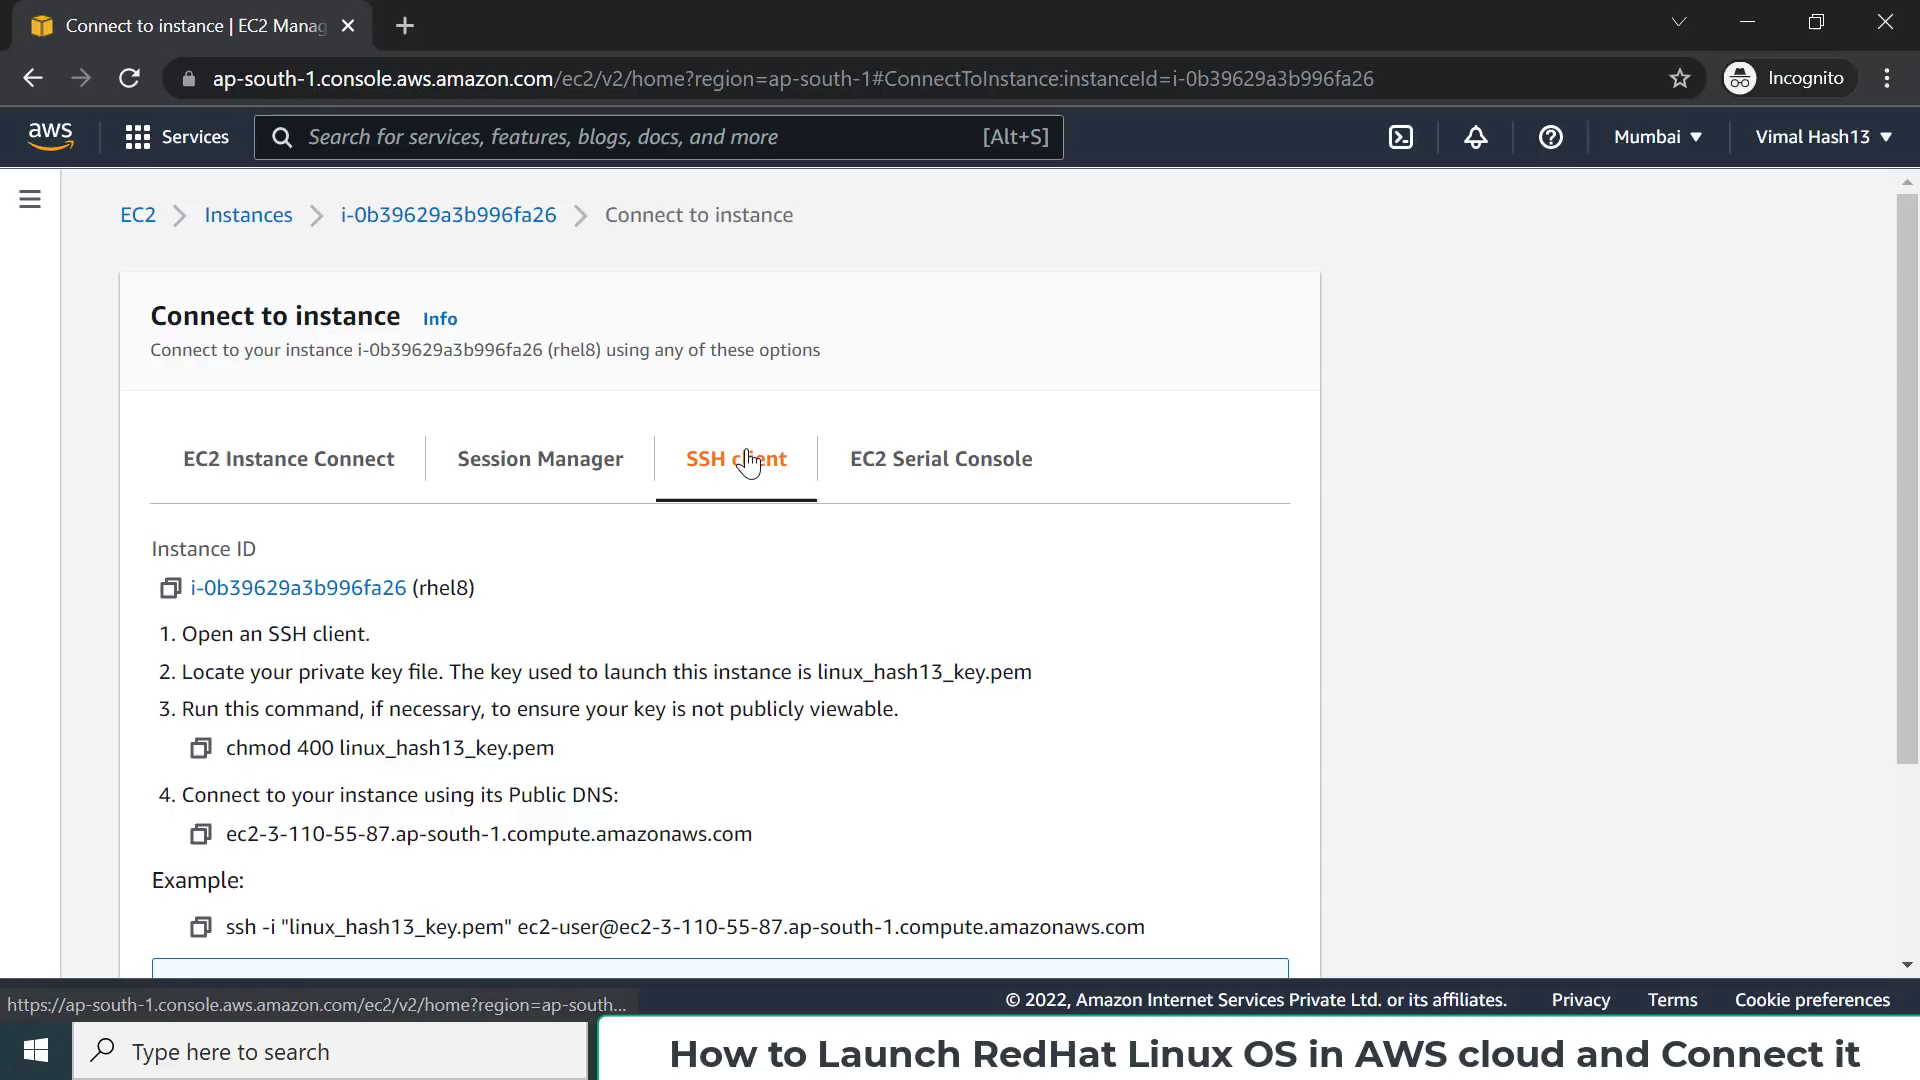 Connect to instance | EC2 Manag
ap-south-1.console.aws.amazon.com/ec2/v2/home?region=ap-south-1#ConnectToInstance:instanceId=i-0b39629a3b996fa26
Incognito
aws
Services
Search for services, features, blogs, docs, and more
[Alt+S]
Mumbai
Vimal Hash13
EC2
Instances
i-0b39629a3b996fa26
Connect to instance
Connect to instance
Info
Connect to your instance i-0b39629a3b996fa26 (rhel8) using any of these options
EC2 Instance Connect
Session Manager
SSH client
EC2 Serial Console
Instance ID
i-0b39629a3b996fa26 (rhel8)
1. Open an SSH client.
2. Locate your private key file. The key used to launch this instance is linux_hash13_key.pem
3. Run this command, if necessary, to ensure your key is not publicly viewable.
chmod 400 linux_hash13_key.pem
4. Connect to your instance using its Public DNS:
ec2-3-110-55-87.ap-south-1.compute.amazonaws.com
Example:
ssh -i "linux_hash13_key.pem" ec2-user@ec2-3-110-55-87.ap-south-1.compute.amazonaws.com
https://ap-south-1.console.aws.amazon.com/ec2/v2/home?region=ap-south...
© 2022, Amazon Internet Services Private Ltd. or its affiliates.
Privacy
Terms
Cookie preferences
Type here to search
How to Launch RedHat Linux OS in AWS cloud and Connect it